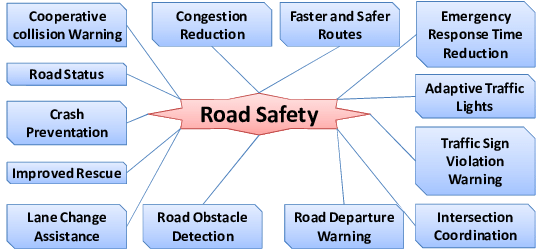 Cooperative
collision Warning
Congestion
Reduction
Faster and Safer
Routes
Emergency
Response Time
Reduction
Road Status
Adaptive Traffic
Lights
Crash
Preventation
Road Safety
Traffic Sign
Violation
Warning
Improved Rescue
Lane Change
Assistance
Road Obstacle
Detection
Road Departure
Warning
Intersection
Coordination